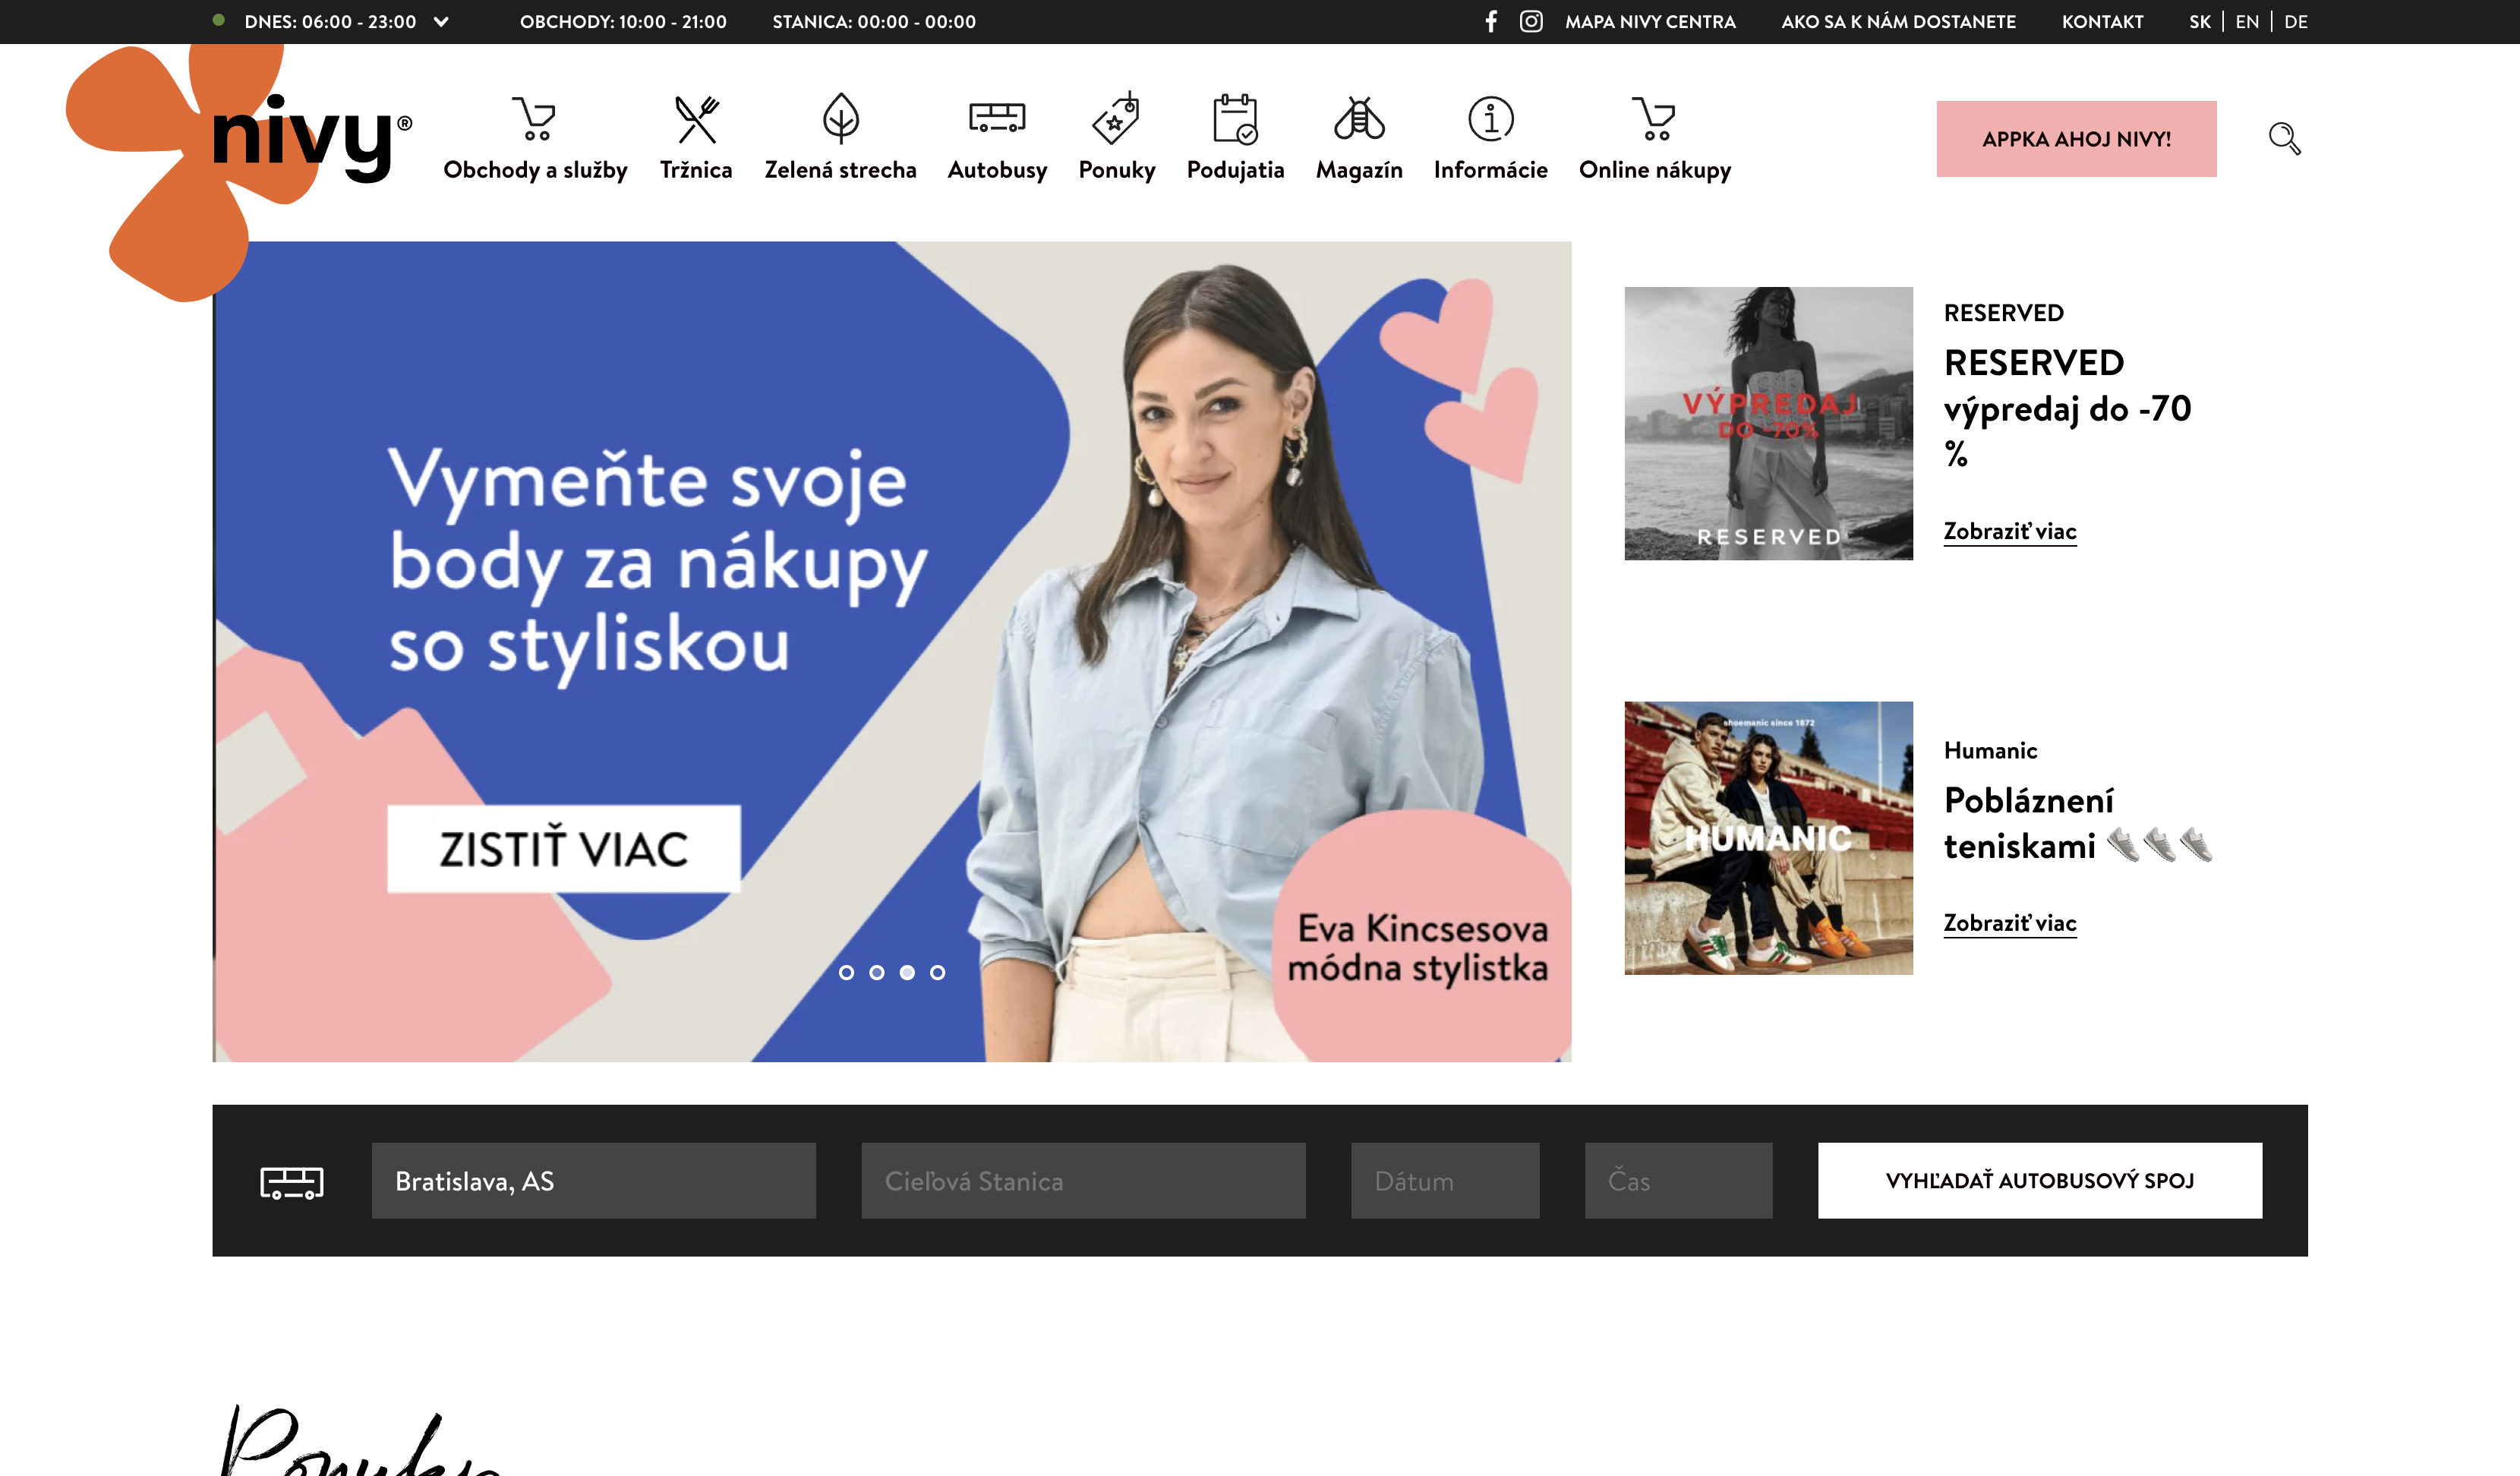 DNES: 06:00 - 23:00
OBCHODY: 10:00 - 21:00
STANICA: 00:00 - 00:00
MAPA NIVY CENTRA
AKO SA K NÁM DOSTANETE
KONTAKT
SK | EN | DE
nivy®
Obchody a služby
Tržnica
Zelená strecha
Autobusy
Ponuky
Podujatia
Magazín
Informácie
Online nákupy
APPKA AHOJ NIVY!
Vymeňte svoje
body za nákupy
so styliskou
ZISTIŤ VIAC
Eva Kincsesova
módna stylistka
VÝPREDAJ
DO -70%
RESERVED
RESERVED
RESERVED
výpredaj do -70
%
Zobraziť viac
shoemanic since 1872
HUMANIC
Humanic
Pobláznení
teniskami
Zobraziť viac
Bratislava, AS
Cieľová Stanica
Dátum
Čas
VYHĽADAŤ AUTOBUSOVÝ SPOJ